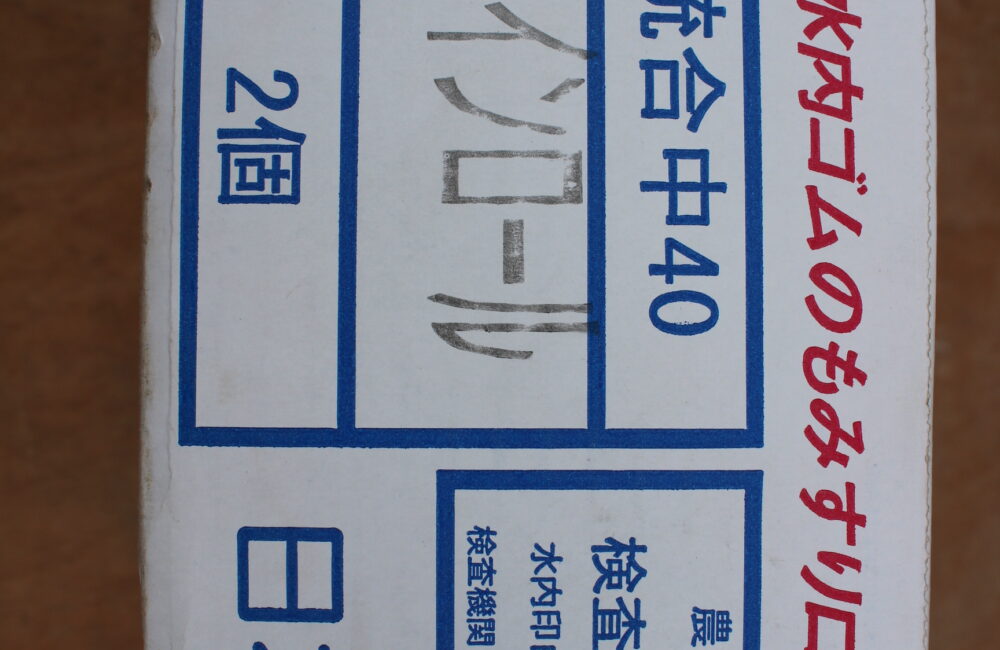 水内ゴムのもみすりロ
統合中40
インロール
2個
農
検査
水内印
検査機関
日